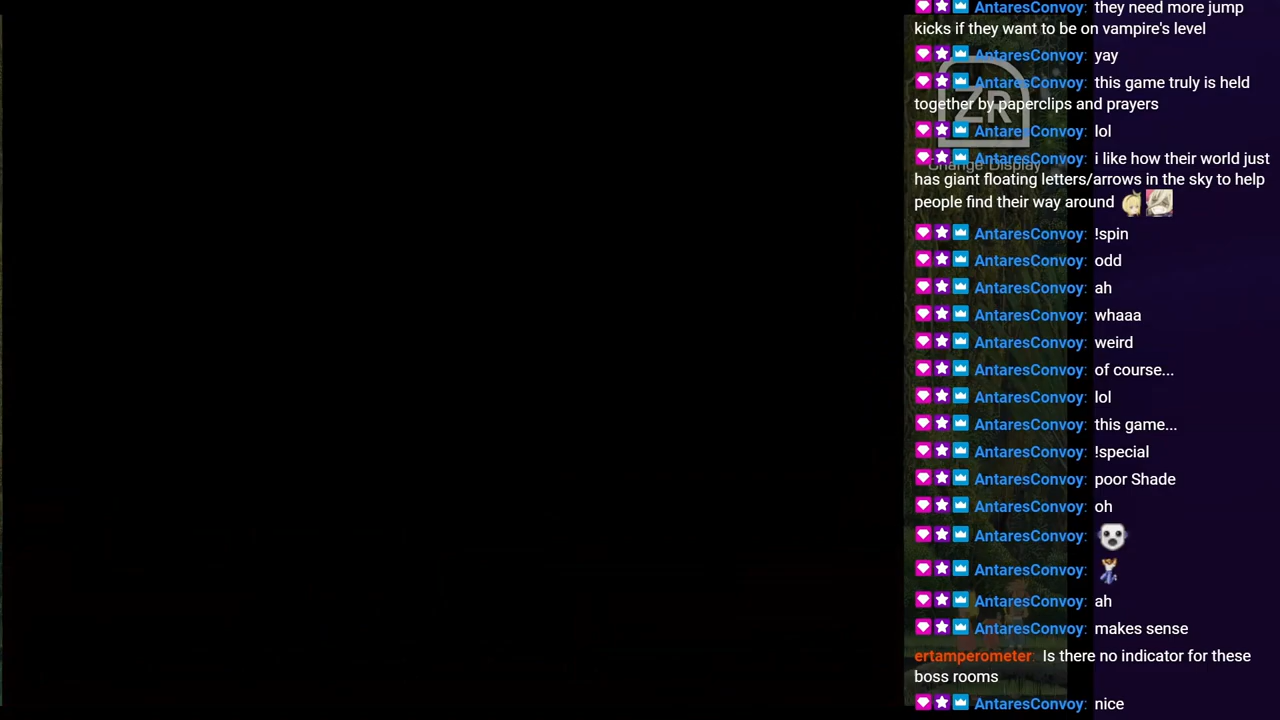 AntaresConvoy: they need more jump
kicks if they want to be on vampire's level
AntaresConvoy: yay
AntaresConvoy: this game truly is held
together by paperclips and prayers
ZR
AntaresConvoy: lol
AntaresConvoy: i like how their world just
Change Display
has giant floating letters/arrows in the sky to help
people find their way around
AntaresConvoy: !spin
AntaresConvoy: odd
AntaresConvoy: ah
AntaresConvoy: whaaa
AntaresConvoy: weird
AntaresConvoy: of course...
AntaresConvoy: lol
AntaresConvoy: this game...
AntaresConvoy: !special
AntaresConvoy: poor Shade
AntaresConvoy: oh
AntaresConvoy:
AntaresConvoy:
AntaresConvoy: ah
AntaresConvoy: makes sense
ertamperometer: Is there no indicator for these
boss rooms
AntaresConvoy: nice